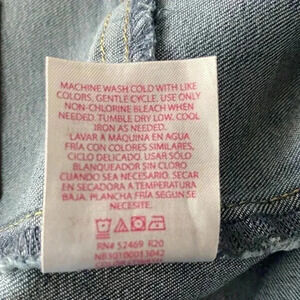 MACHINE WASH COLD WITH LIKE
COLORS, GENTLE CYCLE. USE ONLY
NON-CHLORINE BLEACH WHEN
NEEDED. TUMBLE DRY LOW. COOL
IRON AS NEEDED.
LAVAR A MÁQUINA EN AGUA
FRÍA CON COLORES SIMILARES,
CICLO DELICADO. USAR SÓLO
BLANQUEADOR SIN CLORO
CUANDO SEA NECESARIO. SECAR
EN SECADORA A TEMPERATURA
BAJA. PLANCHA FRÍA SEGÚN SE
NECESITE.
RN# 52469 R20
NB30100013042